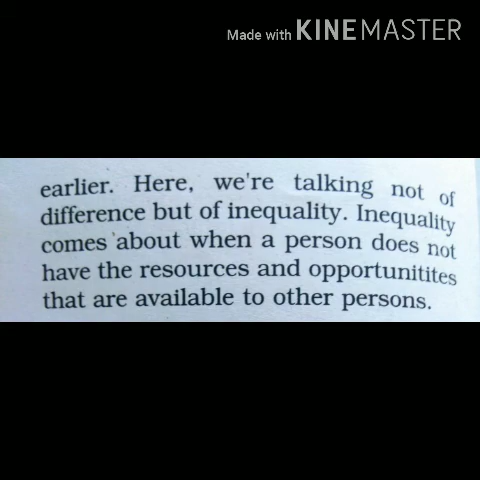 Made with KINEMASTER
earlier. Here, we're talking not of
difference but of inequality. Inequality
comes about when a person does not
have the resources and opportunitites
that are available to other persons.